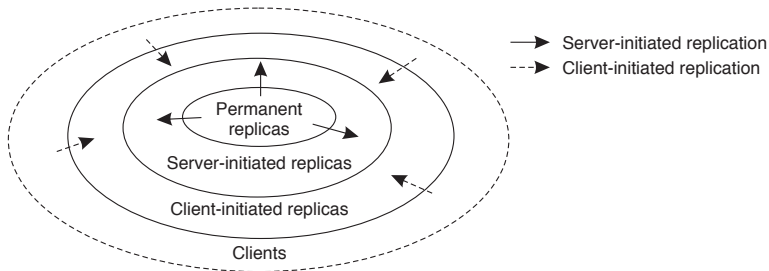 Server-initiated replication
Client-initiated replication
Permanent
replicas
Server-initiated replicas
Client-initiated replicas
Clients